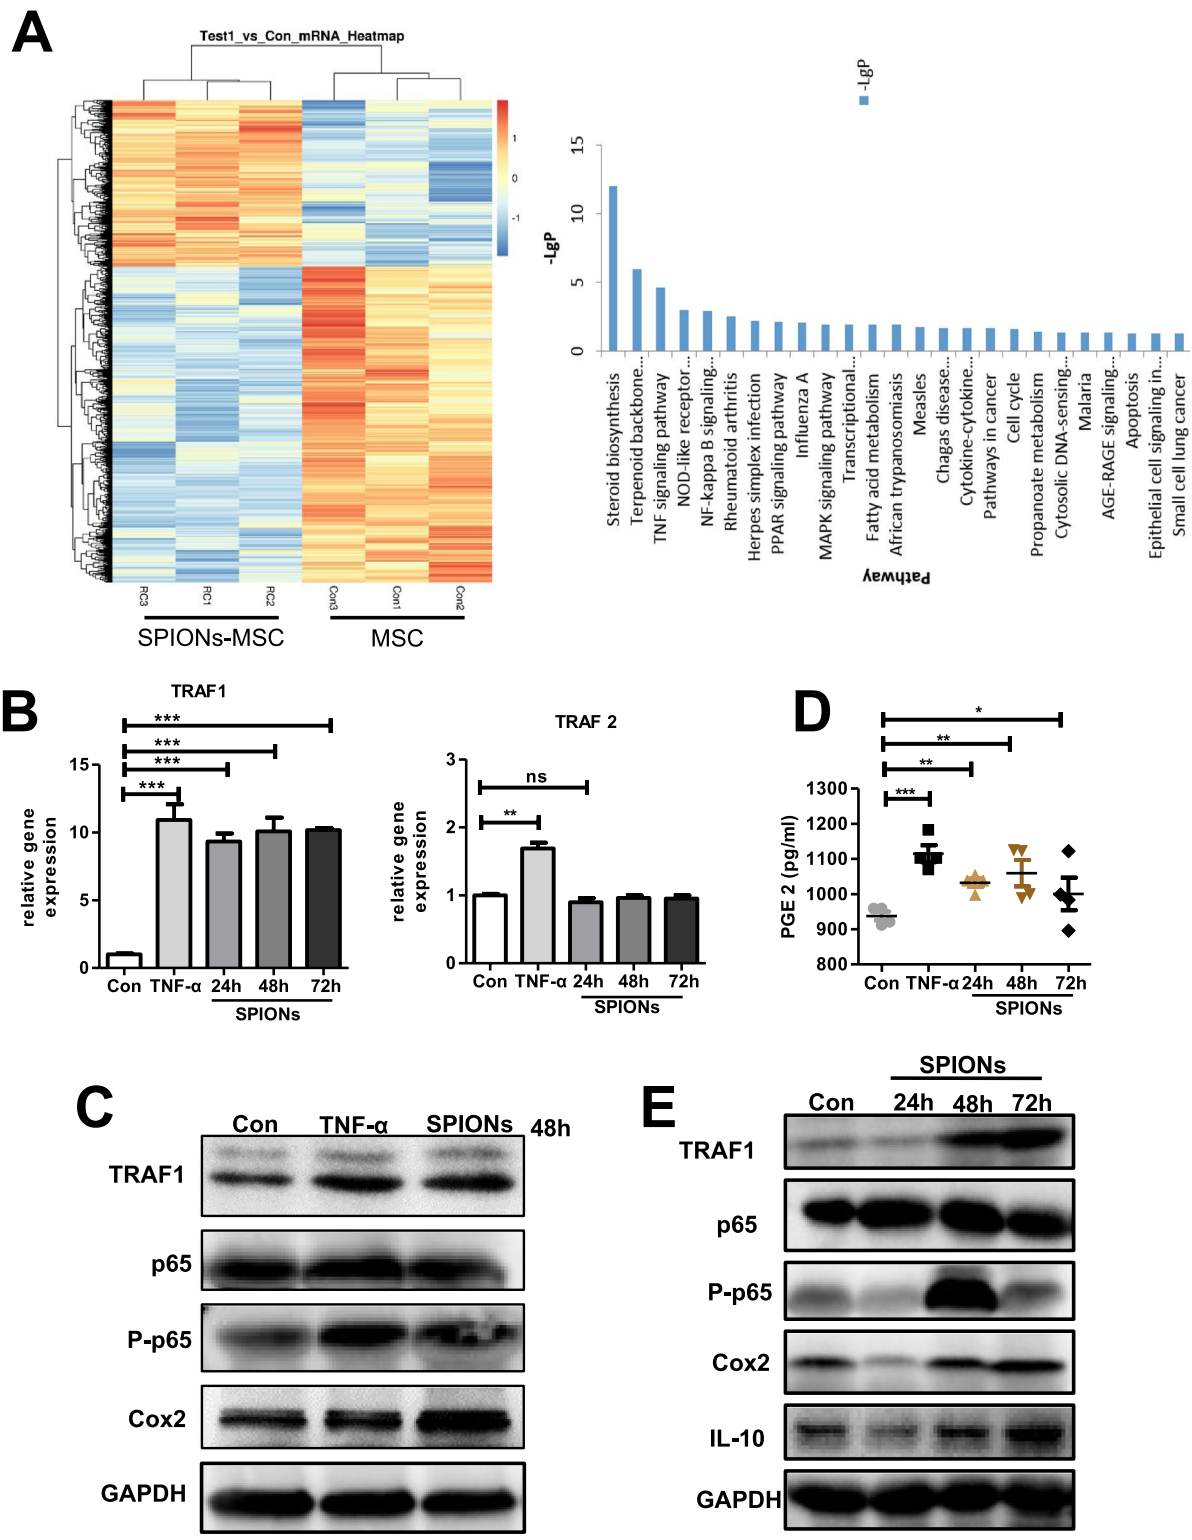 A
Test1_vs_Con_mRNA_Heatmap
1
0
-1
RC3
RC1
RC2
Con3
Con1
Con2
SPIONs-MSC
MSC
-LgP
-LgP
15
10
5
0
Steroid biosynthesis
Terpenoid backbone...
TNF signaling pathway
NOD-like receptor...
NF-kappa B signaling...
Rheumatoid arthritis
Herpes simplex infection
PPAR signaling pathway
Influenza A
MAPK signaling pathway
Transcriptional...
Fatty acid metabolism
African trypanosomiasis
Measles
Chagas disease...
Cytokine-cytokine...
Pathways in cancer
Cell cycle
Propanoate metabolism
Cytosolic DNA-sensing...
Malaria
AGE-RAGE signaling...
Apoptosis
Epithelial cell signaling in...
Small cell lung cancer
Pathway
B
TRAF1
***
***
***
***
15
10
5
0
relative gene
expression
Con TNF-α 24h 48h 72h
SPIONs
TRAF 2
ns
**
3
2
1
0
relative gene
expression
Con TNF-α 24h 48h 72h
SPIONs
D
*
**
**
***
1300
1200
1100
1000
900
800
PGE 2 (pg/ml)
Con TNF-α 24h 48h 72h
SPIONs
C
Con TNF-α SPIONs 48h
TRAF1
p65
P-p65
Cox2
GAPDH
E
SPIONs
Con 24h 48h 72h
TRAF1
p65
P-p65
Cox2
IL-10
GAPDH